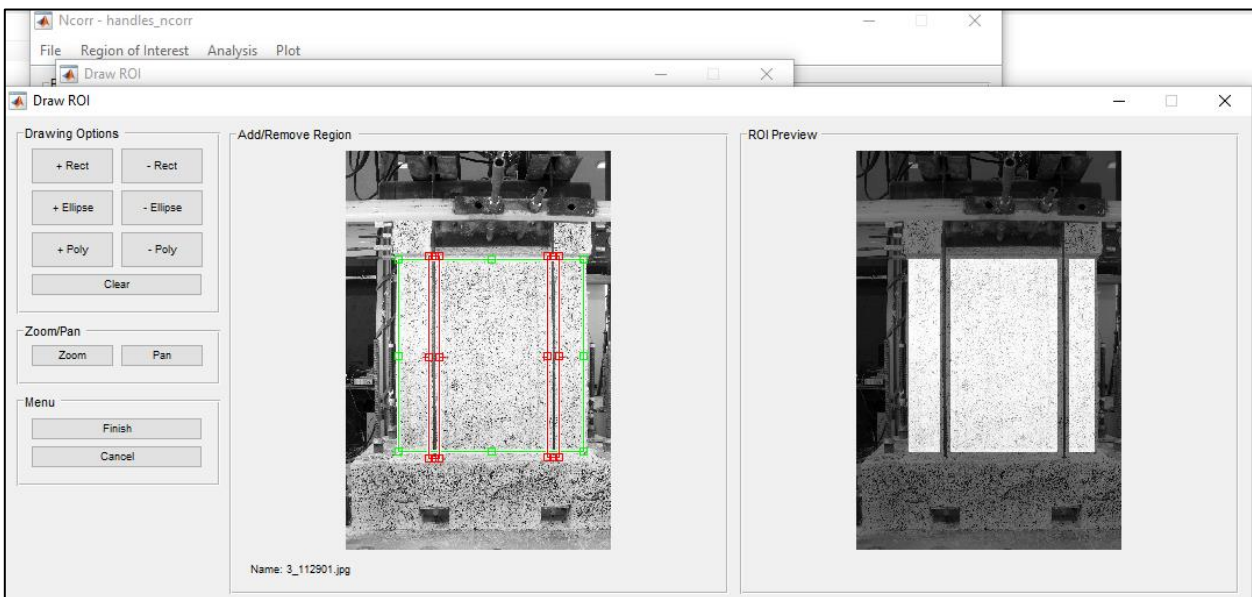 Ncorr - handles_ncorr
File Region of Interest Analysis Plot
Draw ROI
Draw ROI
Drawing Options
+ Rect - Rect
+ Ellipse - Ellipse
+ Poly - Poly
Clear
Zoom/Pan
Zoom Pan
Menu
Finish
Cancel
Add/Remove Region
Name: 3_112901.jpg
ROI Preview